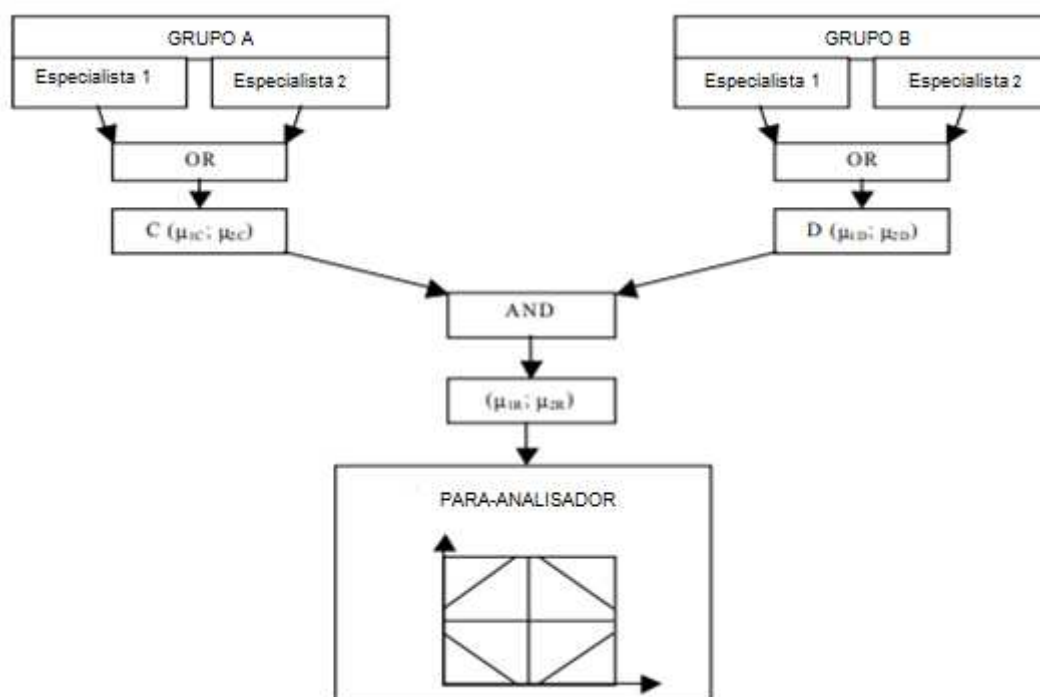 GRUPO A
GRUPO B
Especialista 1
Especialista 2
Especialista 1
Especialista 2
OR
OR
C (μ1C; μ2C)
D (μ1D; μ2D)
AND
(μ1R; μ2R)
PARA-ANALISADOR